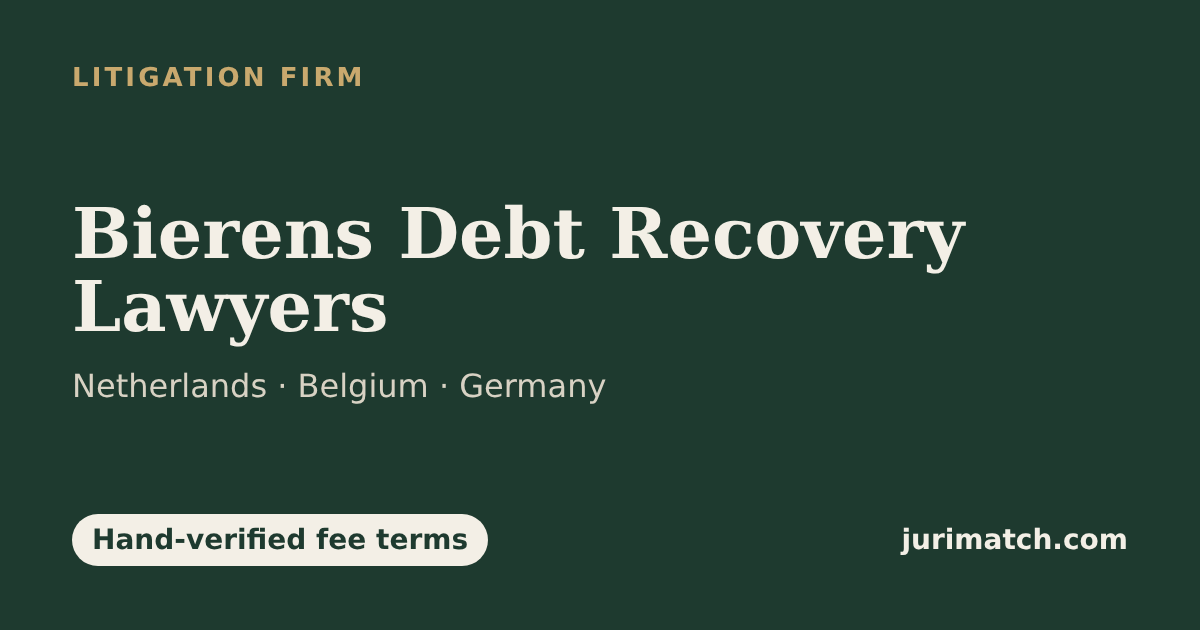 LITIGATION FIRM
Bierens Debt Recovery
Lawyers
Netherlands · Belgium · Germany
Hand-verified fee terms
jurimatch.com